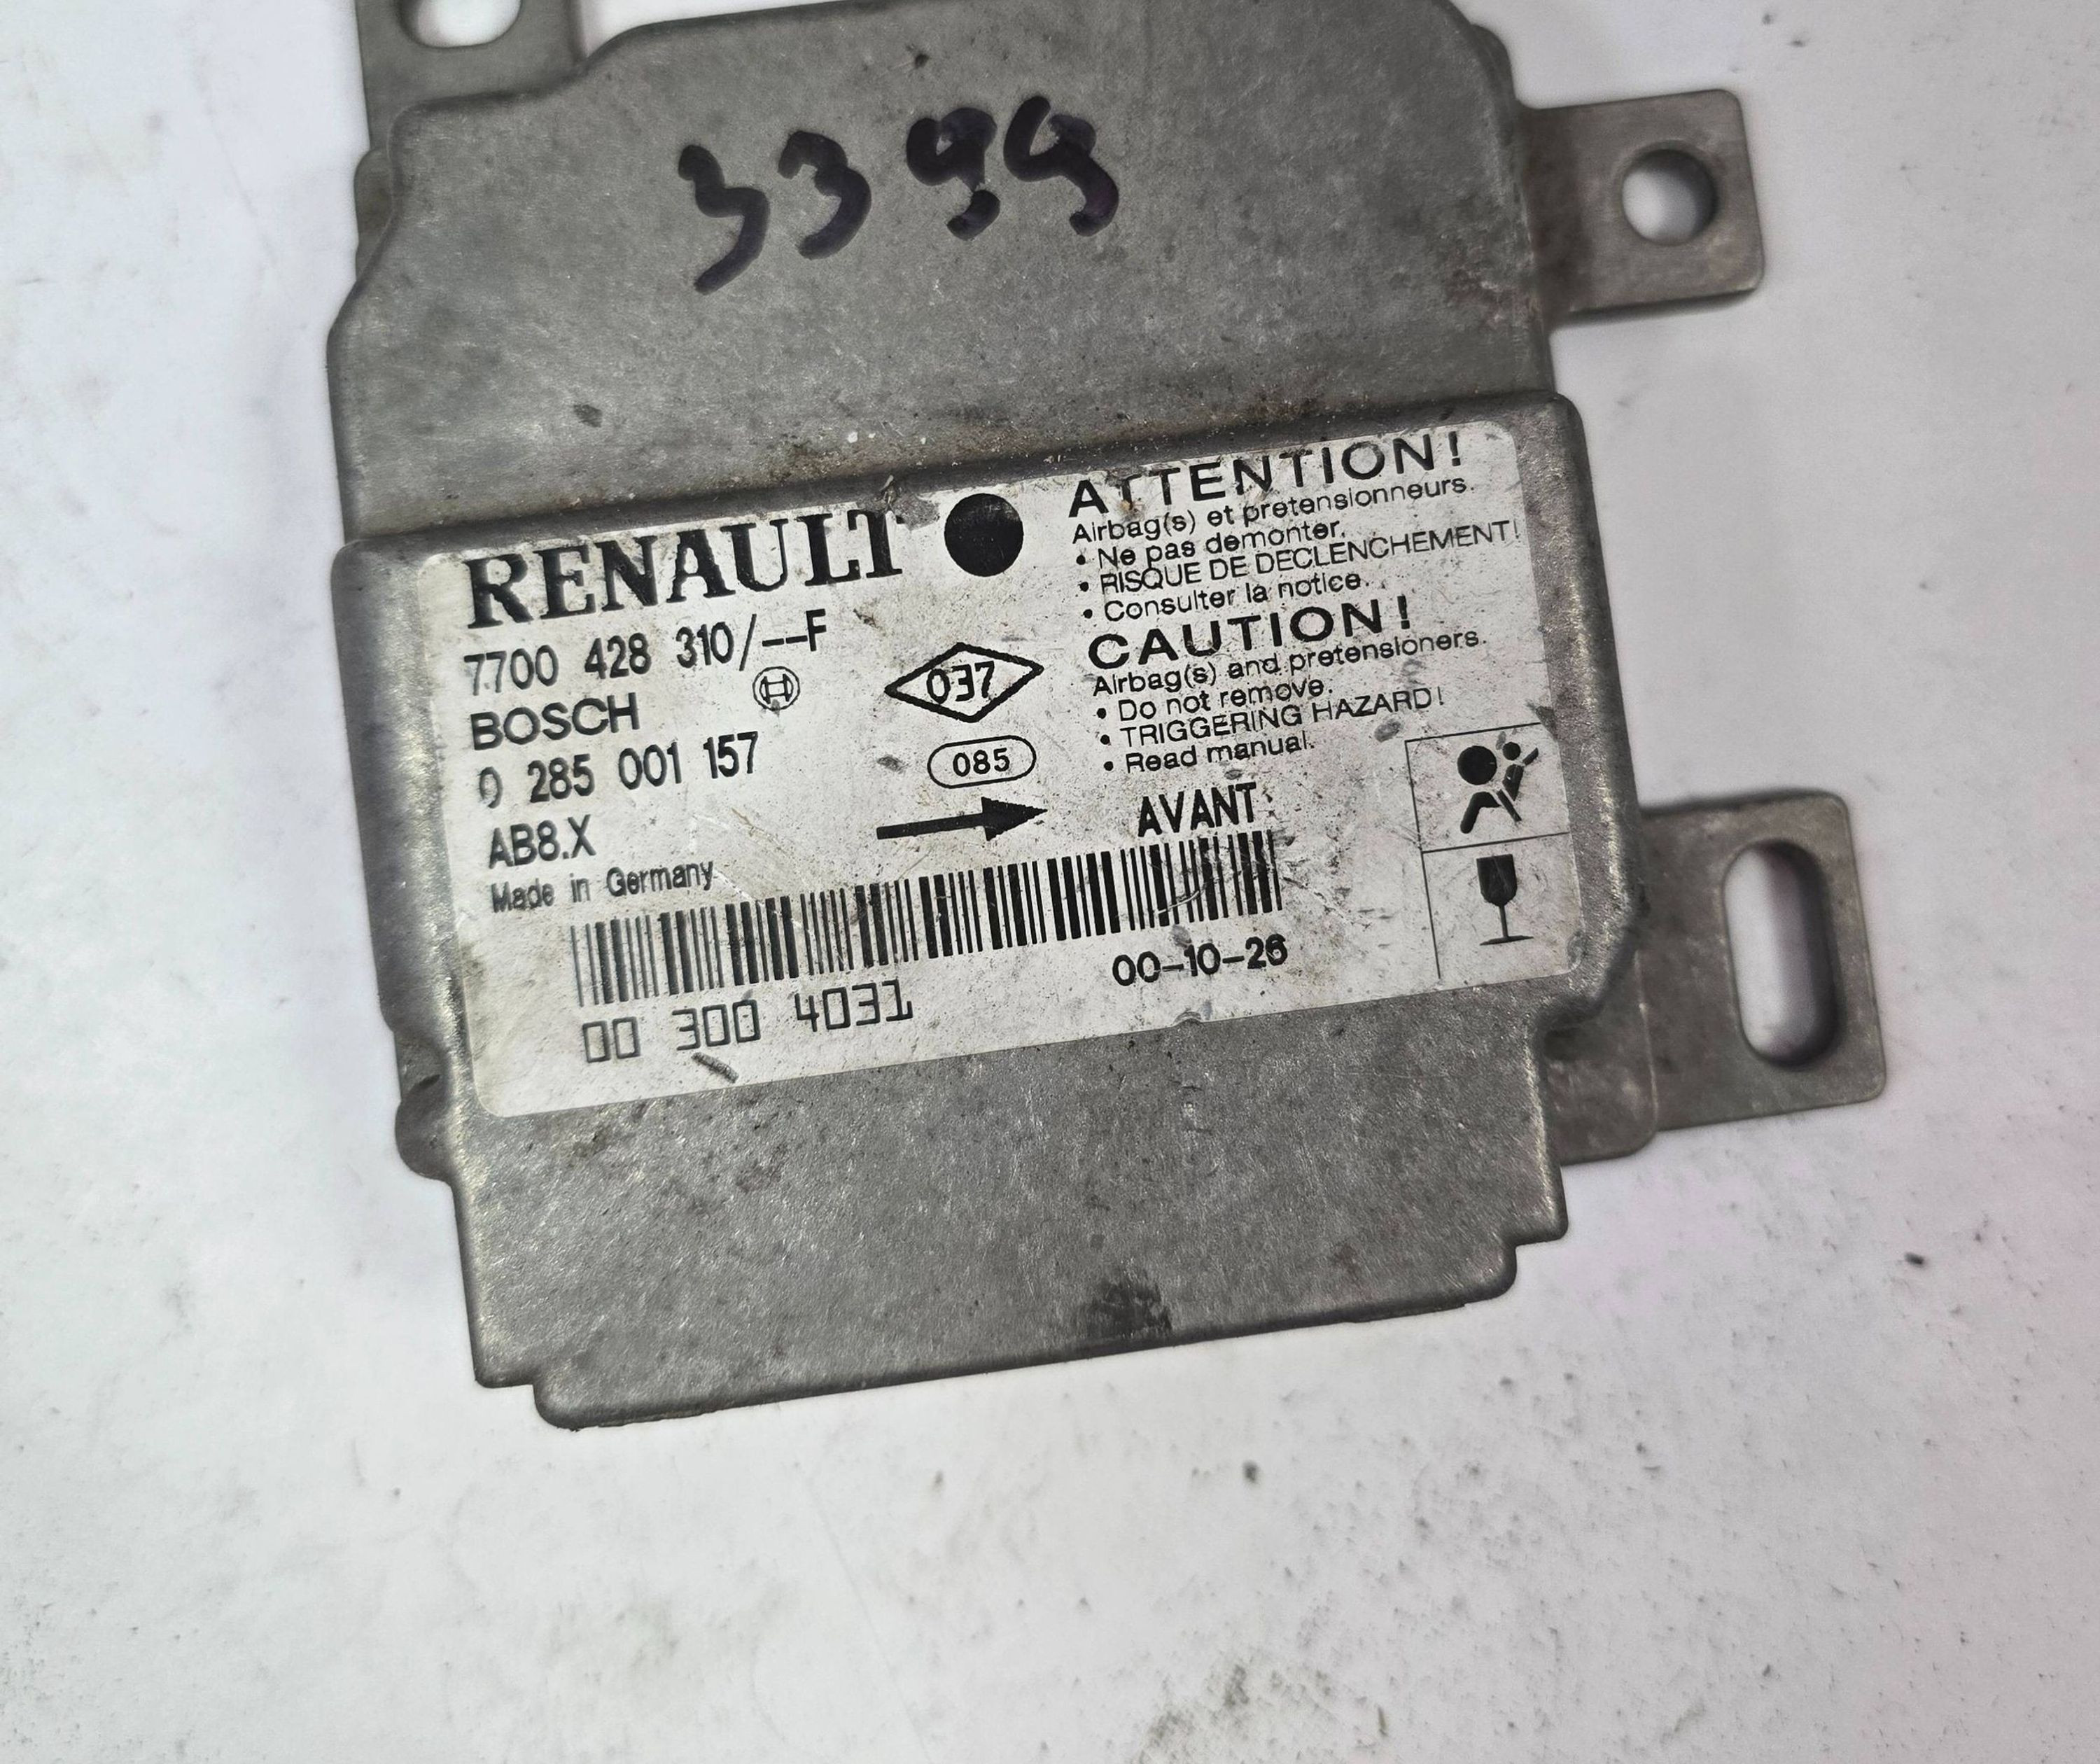 3399
RENAULT
7700 428 310/--F
BOSCH
0 285 001 157
AB8.X
Made in Germany
037
085
ATTENTION!
Airbag(s) et pretensionneurs.
• Ne pas demonter.
• RISQUE DE DECLENCHEMENT!
• Consulter la notice.
CAUTION!
Airbag(s) and pretensioners.
• Do not remove.
• TRIGGERING HAZARD!
• Read manual.
AVANT
00-10-26
00 300 4031